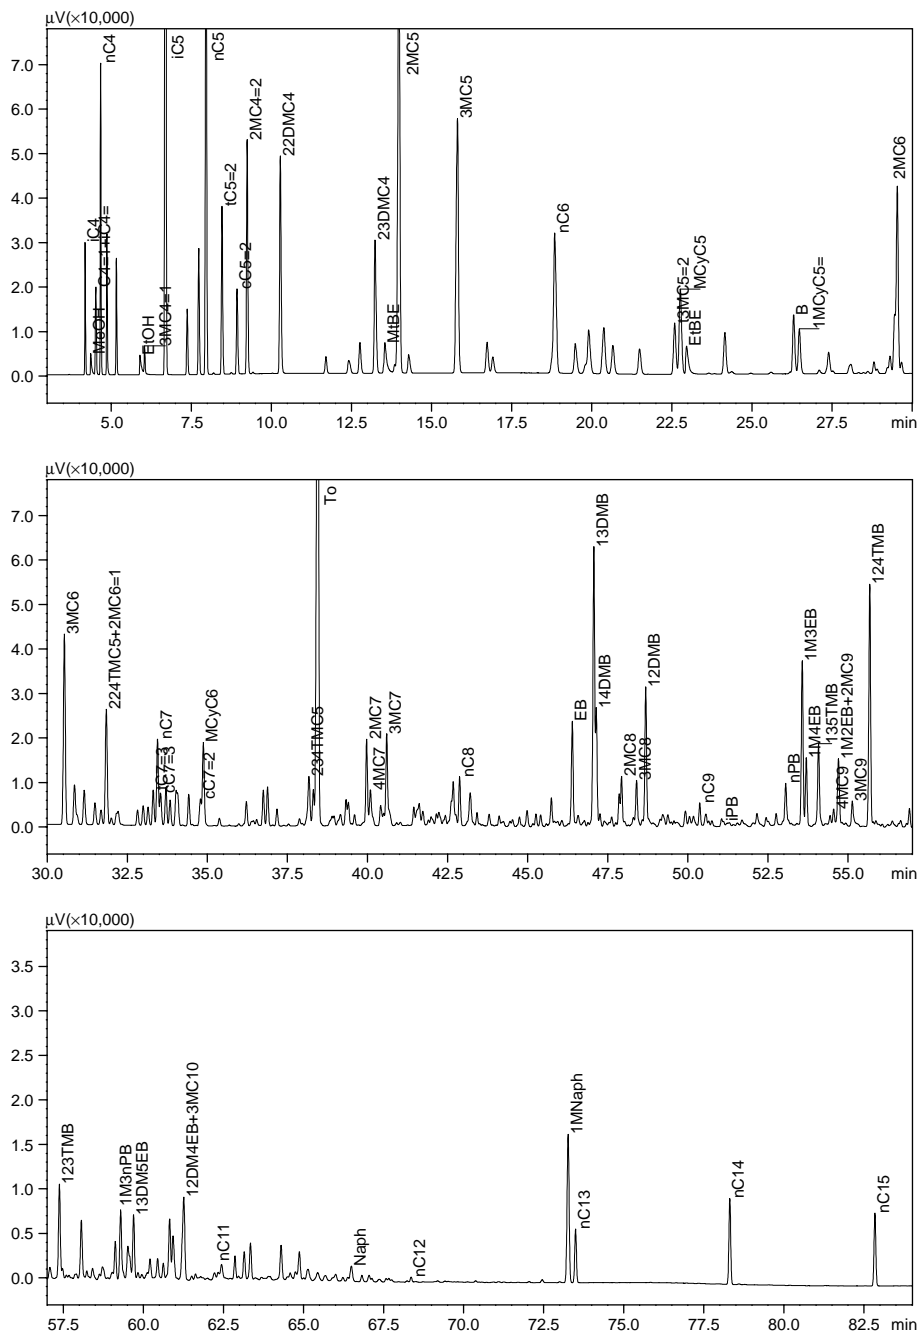 μV(×10,000)
7.0
6.0
5.0
4.0
3.0
2.0
1.0
0.0
iC4
MeOH
C4=1+iC4=
nC4
EtOH
3MC4=1
iC5
nC5
tC5=2
cC5=2
2MC4=2
22DMC4
23DMC4
MtBE
2MC5
3MC5
nC6
t3MC5=2
MCyC5
EtBE
B
1MCyC5=
2MC6
5.0 7.5 10.0 12.5 15.0 17.5 20.0 22.5 25.0 27.5 min
μV(×10,000)
7.0
6.0
5.0
4.0
3.0
2.0
1.0
0.0
3MC6
224TMC5+2MC6=1
tC7=3
nC7
cC7=3
cC7=2
MCyC6
234TMC5
To
2MC7
4MC7
3MC7
nC8
EB
13DMB
14DMB
2MC8
3MC8
12DMB
nC9
iPB
nPB
1M3EB
1M4EB
135TMB
4MC9
1M2EB+2MC9
3MC9
124TMB
30.0 32.5 35.0 37.5 40.0 42.5 45.0 47.5 50.0 52.5 55.0 min
μV(×10,000)
3.5
3.0
2.5
2.0
1.5
1.0
0.5
0.0
123TMB
1M3nPB
13DM5EB
12DM4EB+3MC10
nC11
Naph
nC12
1MNaph
nC13
nC14
nC15
57.5 60.0 62.5 65.0 67.5 70.0 72.5 75.0 77.5 80.0 82.5 min